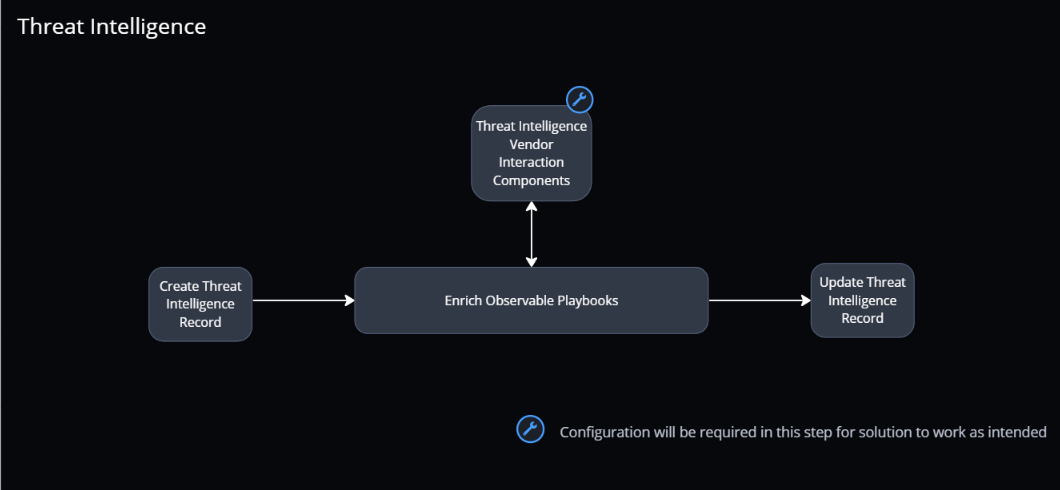 Threat Intelligence
Threat Intelligence
Vendor
Interaction
Components
Create Threat
Intelligence
Record
Enrich Observable Playbooks
Update Threat
Intelligence
Record
Configuration will be required in this step for solution to work as intended